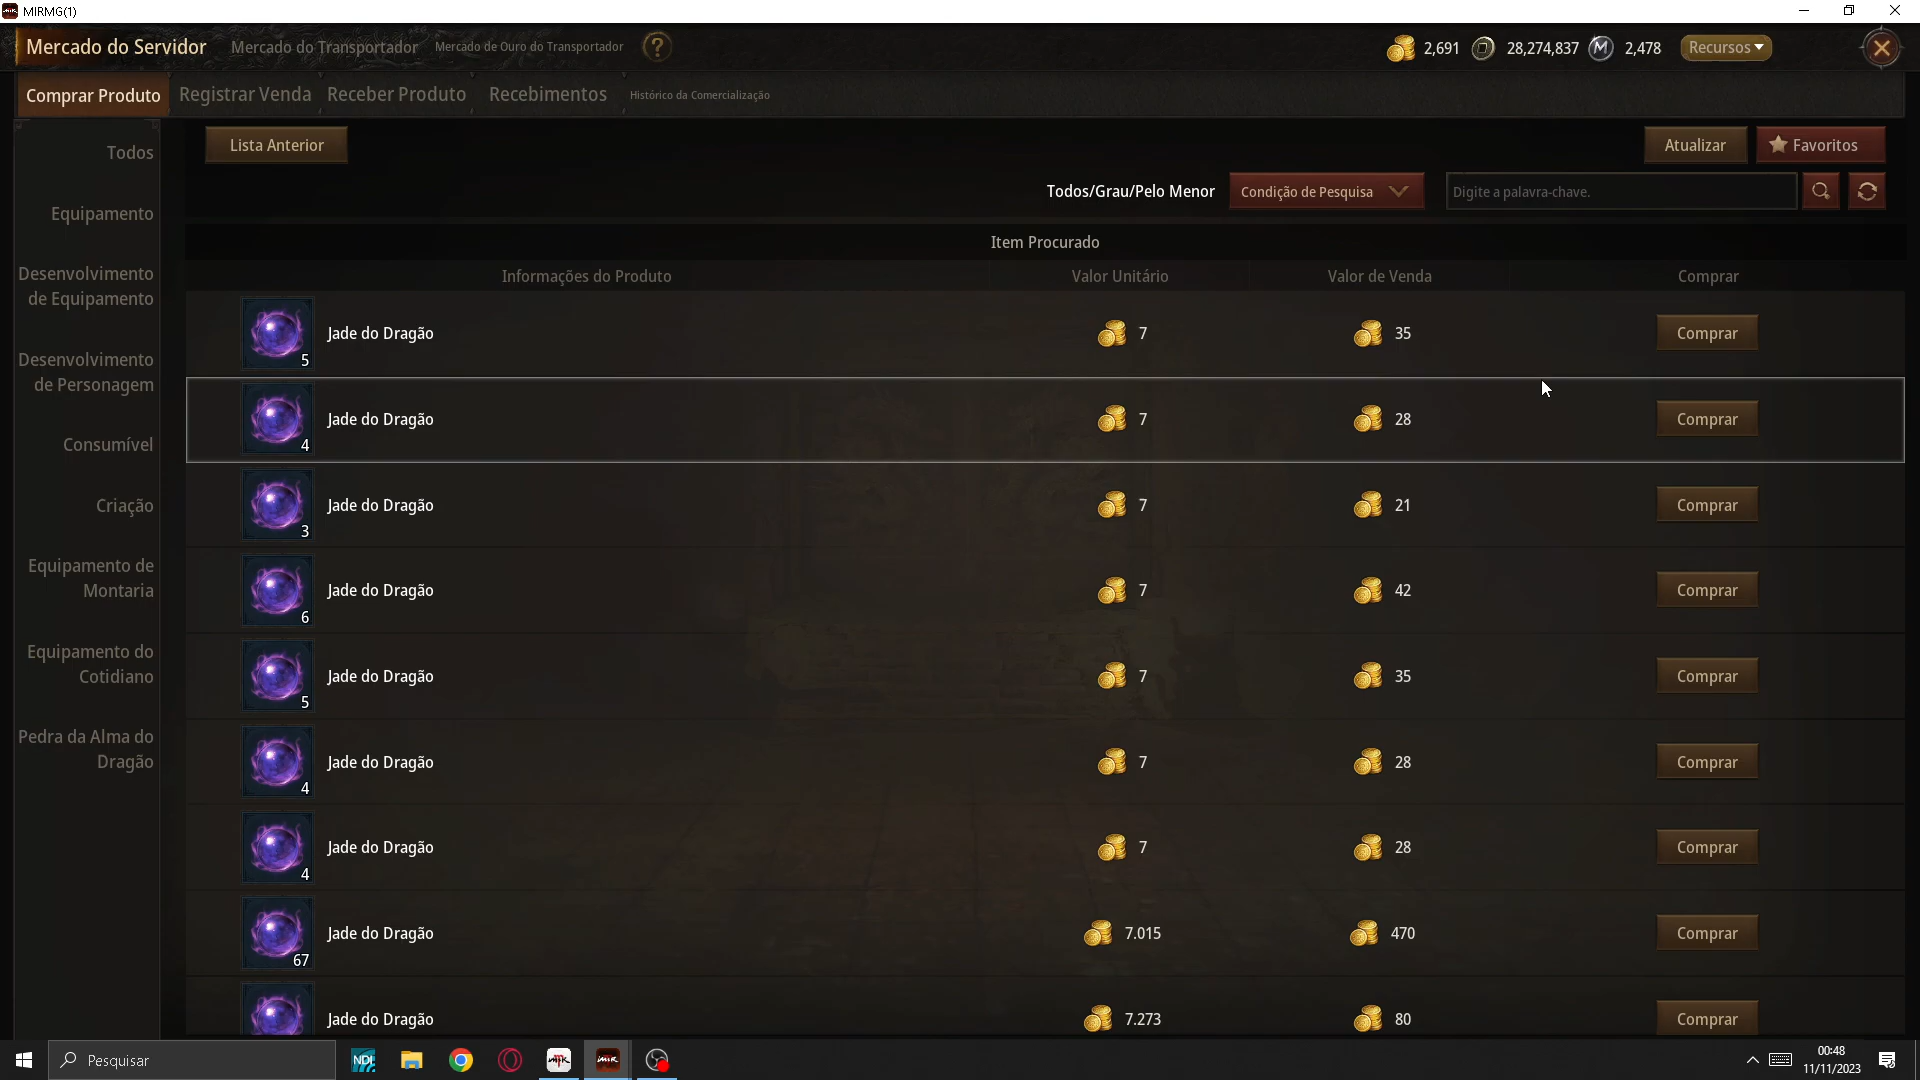 MIRMG(1)
Mercado do Servidor Mercado do Transportador Mercado de Ouro do Transportador ? 2,691 28,274,837 M 2,478 Recursos
Comprar Produto Registrar Venda Receber Produto Recebimentos Histórico da Comercialização
Todos
Equipamento
Desenvolvimento
de Equipamento
Desenvolvimento
de Personagem
Consumível
Criação
Equipamento de
Montaria
Equipamento do
Cotidiano
Pedra da Alma do
Dragão
Lista Anterior Atualizar Favoritos
Todos/Grau/Pelo Menor Condição de Pesquisa Digite a palavra-chave.
Item Procurado
Informações do Produto Valor Unitário Valor de Venda Comprar
5 Jade do Dragão 7 35 Comprar
4 Jade do Dragão 7 28 Comprar
3 Jade do Dragão 7 21 Comprar
6 Jade do Dragão 7 42 Comprar
5 Jade do Dragão 7 35 Comprar
4 Jade do Dragão 7 28 Comprar
4 Jade do Dragão 7 28 Comprar
67 Jade do Dragão 7.015 470 Comprar
Jade do Dragão 7.273 80 Comprar
Pesquisar NDI MIR MIR 00:48
11/11/2023